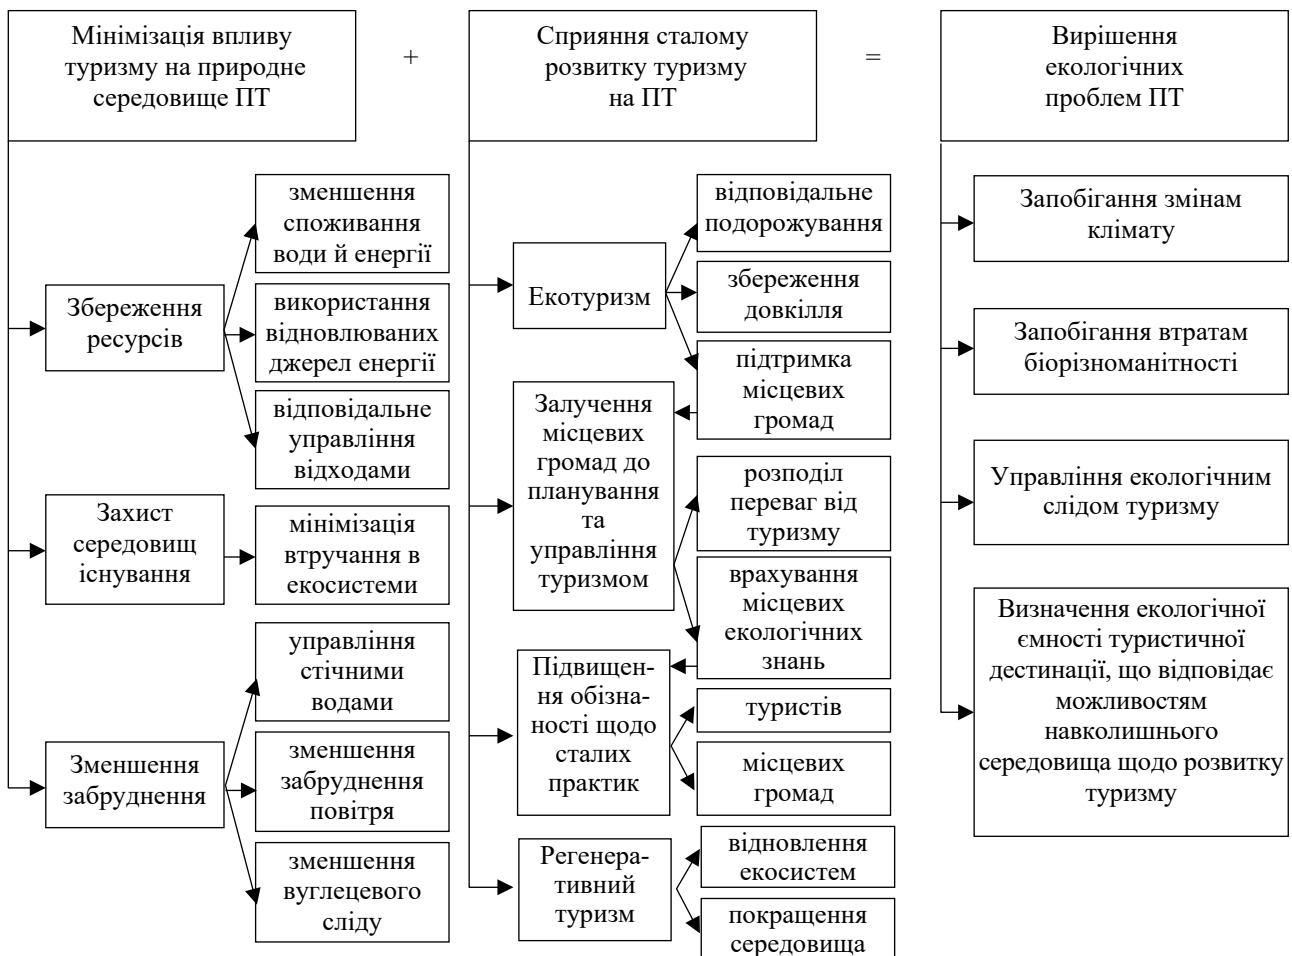 Мінімізація впливу
туризму на природне
середовище ПТ
+
Сприяння сталому
розвитку туризму
на ПТ
=
Вирішення
екологічних
проблем ПТ
Збереження
ресурсів
зменшення
споживання
води й енергії
використання
відновлюваних
джерел енергії
відповідальне
управління
відходами
Захист
середовищ
існування
мінімізація
втручання в
екосистеми
Зменшення
забруднення
управління
стічними
водами
зменшення
забруднення
повітря
зменшення
вуглецевого
сліду
Екотуризм
відповідальне
подорожування
збереження
довкілля
підтримка
місцевих
громад
Залучення
місцевих
громад до
планування
та
управління
туризмом
розподіл
переваг від
туризму
врахування
місцевих
екологічних
знань
Підвищен-
ня обізна-
ності щодо
сталих
практик
туристів
місцевих
громад
Регенера-
тивний
туризм
відновлення
екосистем
покращення
середовища
Запобігання змінам
клімату
Запобігання втратам
біорізноманітності
Управління екологічним
слідом туризму
Визначення екологічної
ємності туристичної
дестинації, що відповідає
можливостям
навколишнього
середовища щодо розвитку
туризму